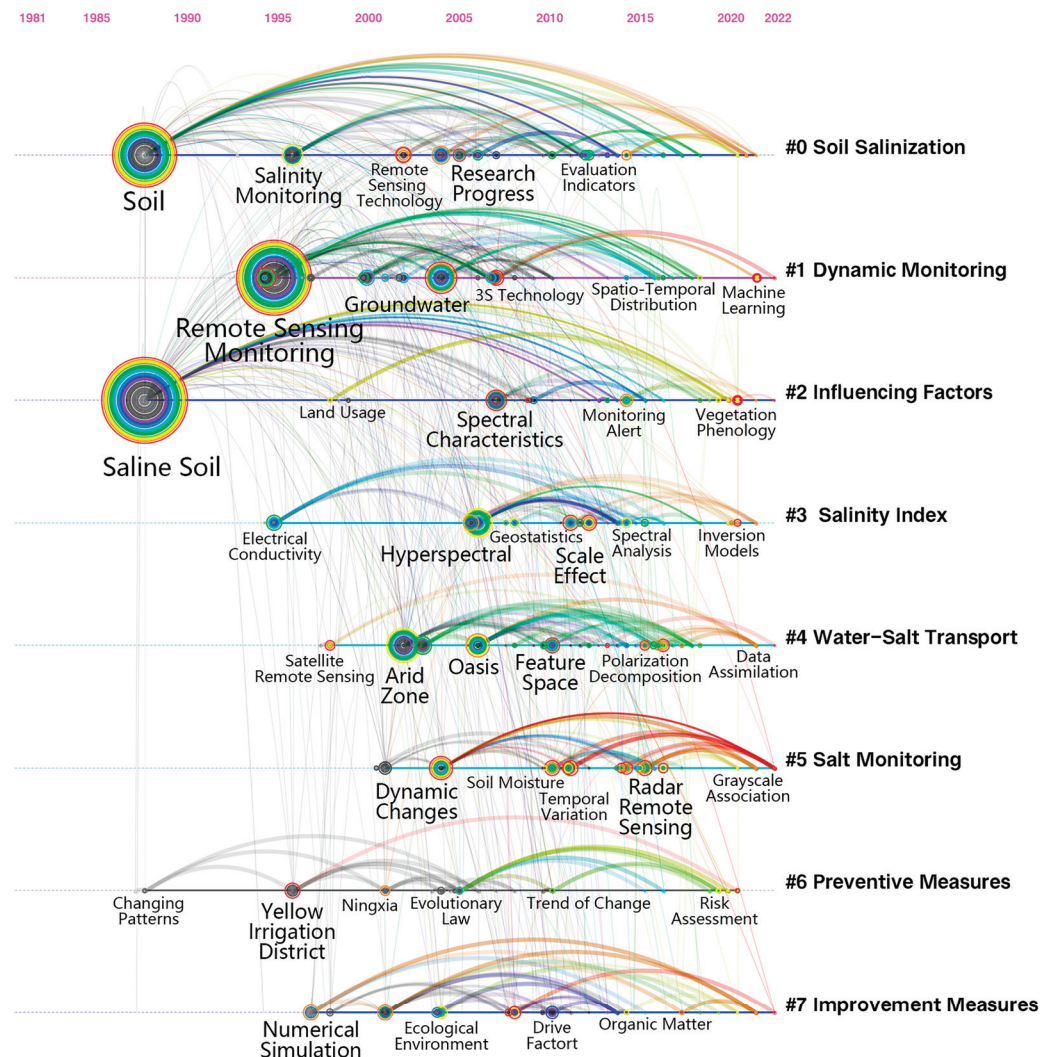 1981 1985 1990 1995 2000 2005 2010 2015 2020 2022
#0 Soil Salinization
Soil
Salinity
Monitoring
Remote
Sensing
Technology
Research
Progress
Evaluation
Indicators
#1 Dynamic Monitoring
Remote Sensing
Monitoring
Groundwater
3S Technology
Spatio-Temporal
Distribution
Machine
Learning
#2 Influencing Factors
Saline Soil
Land Usage
Spectral
Characteristics
Monitoring
Alert
Vegetation
Phenology
#3 Salinity Index
Electrical
Conductivity
Hyperspectral
Geostatistics
Scale
Effect
Spectral
Analysis
Inversion
Models
#4 Water-Salt Transport
Satellite
Remote Sensing
Arid
Zone
Oasis
Feature
Space
Polarization
Decomposition
Data
Assimilation
#5 Salt Monitoring
Dynamic
Changes
Soil Moisture
Temporal
Variation
Radar
Remote
Sensing
Grayscale
Association
#6 Preventive Measures
Changing
Patterns
Yellow
Irrigation
District
Ningxia
Evolutionary
Law
Trend of Change
Risk
Assessment
#7 Improvement Measures
Numerical
Simulation
Ecological
Environment
Drive
Factort
Organic Matter